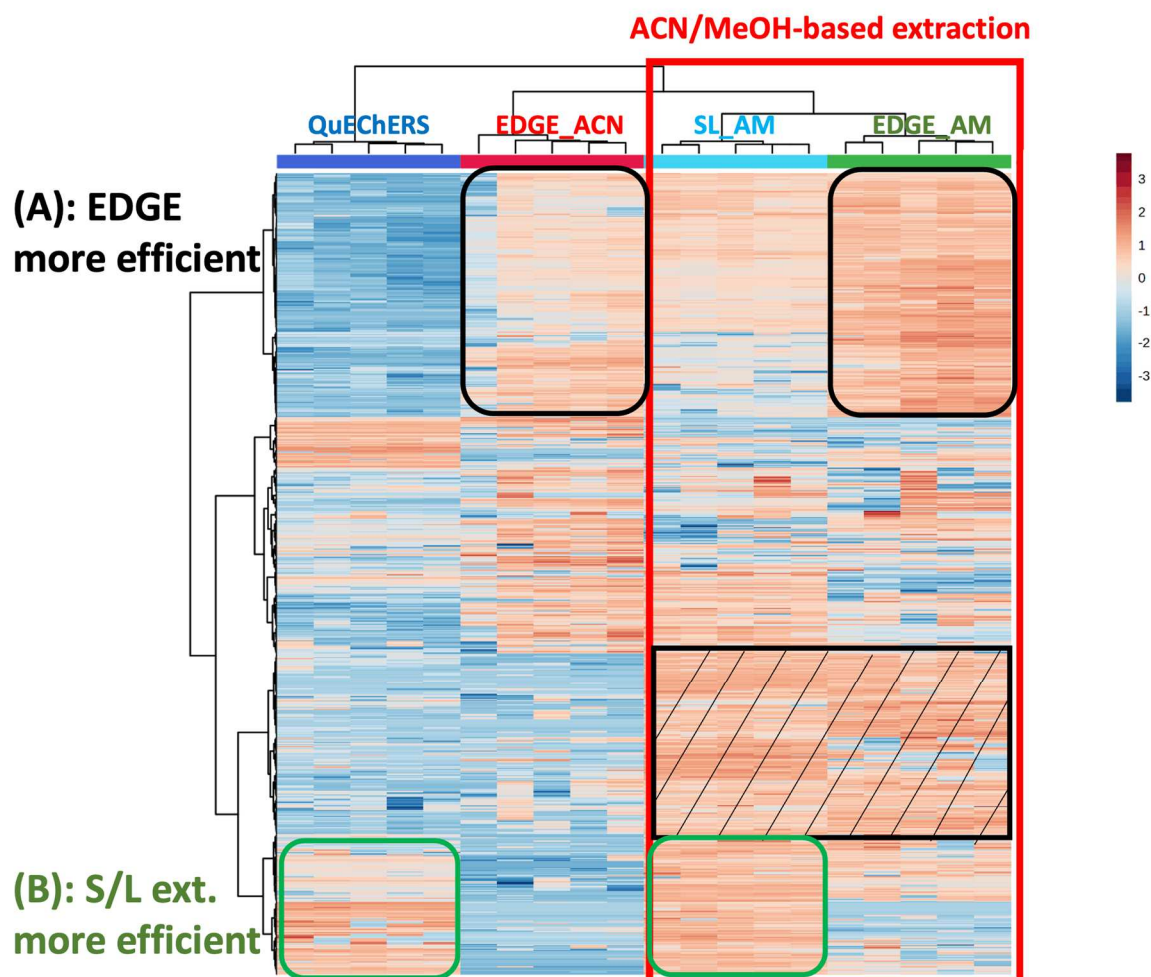 ACN/MeOH-based extraction
QuEChERS
EDGE_ACN
SL_AM
EDGE_AM
(A): EDGE
more efficient
3
2
1
0
-1
-2
-3
(B): S/L ext.
more efficient